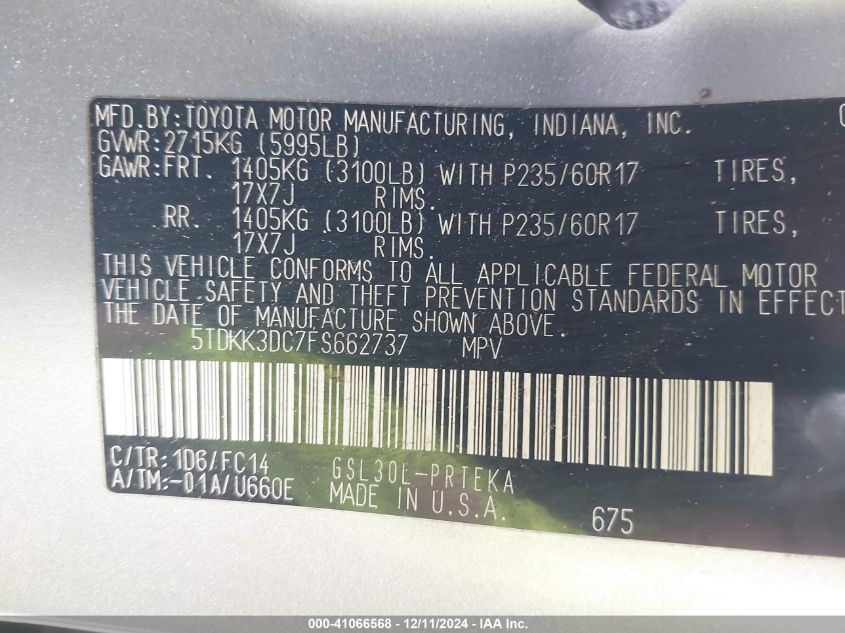 MFD.BY:TOYOTA MOTOR MANUFACTURING, INDIANA, INC.
GVWR:2715KG (5995LB)
GAWR:FRT. 1405KG (3100LB) WITH P235/60R17 TIRES,
17X7J RIMS.
RR. 1405KG (3100LB) WITH P235/60R17 TIRES,
17X7J RIMS.
THIS VEHICLE CONFORMS TO ALL APPLICABLE FEDERAL MOTOR
VEHICLE SAFETY AND THEFT PREVENTION STANDARDS IN EFFECT
THE DATE OF MANUFACTURE SHOWN ABOVE.
5TDKK3DC7FS662737 MPV
C/TR: 1D6/FC14 GSL30L-PRTEKA
A/TM:-01A/U660E MADE IN U.S.A. 675
000-41066568 - 12/11/2024 - IAA